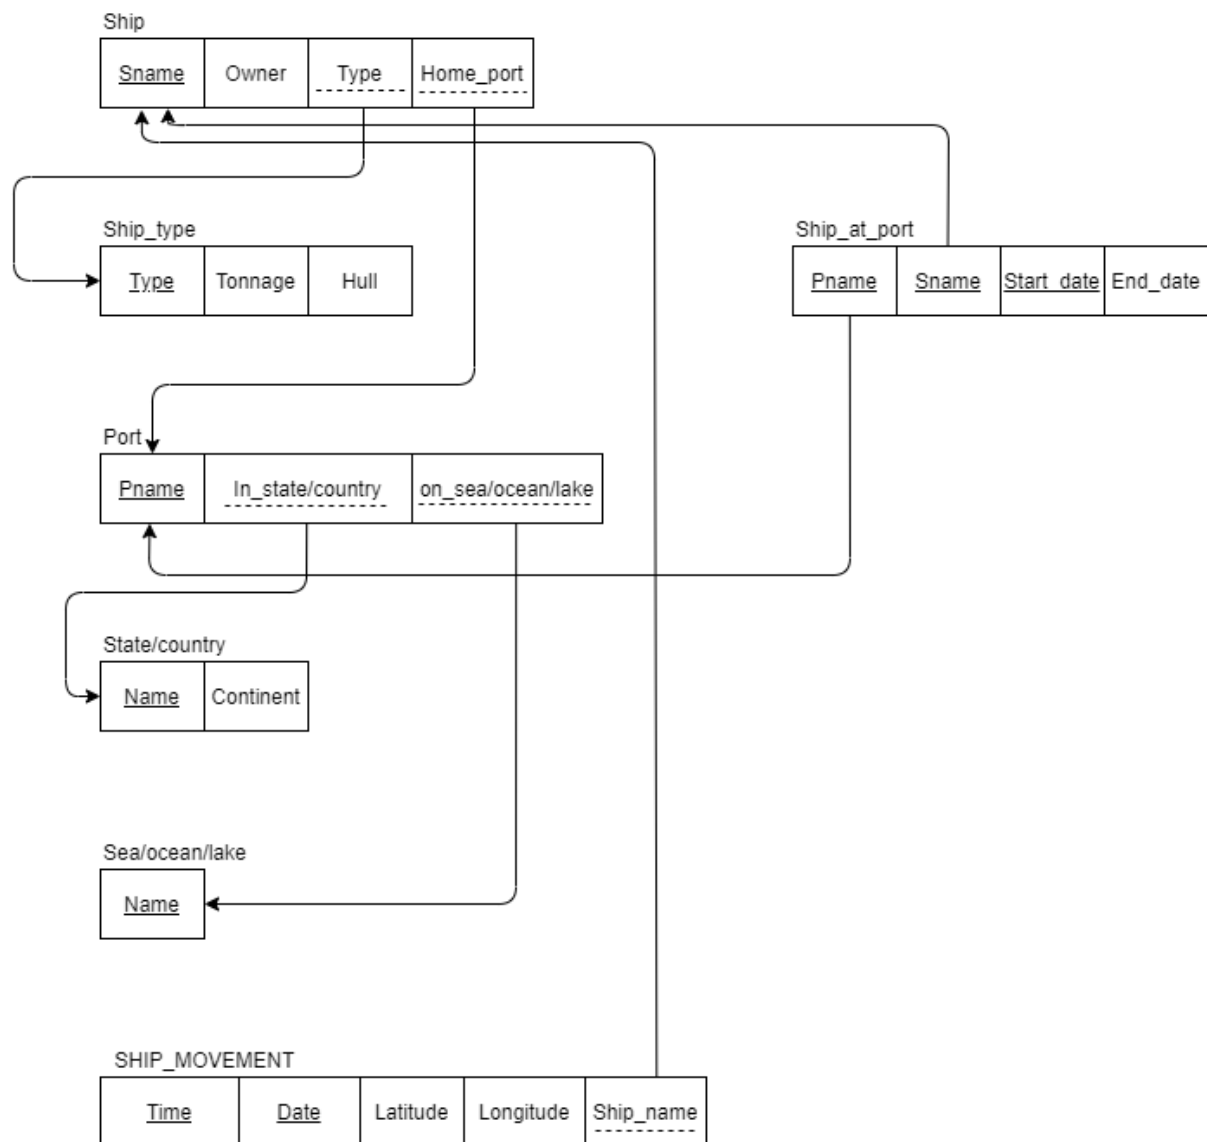 Ship
Sname Owner Type Home_port
Ship_type
Type Tonnage Hull
Ship_at_port
Pname Sname Start_date End_date
Port
Pname In_state/country on_sea/ocean/lake
State/country
Name Continent
Sea/ocean/lake
Name
SHIP_MOVEMENT
Time Date Latitude Longitude Ship_name